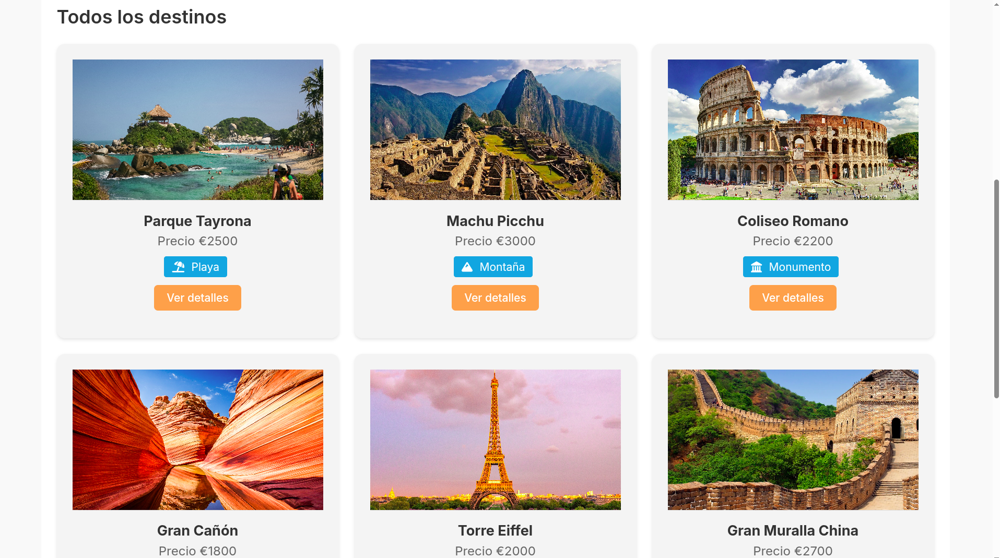 Todos los destinos
Parque Tayrona
Precio €2500
Playa
Ver detalles
Machu Picchu
Precio €3000
Montaña
Ver detalles
Coliseo Romano
Precio €2200
Monumento
Ver detalles
Gran Cañón
Precio €1800
Torre Eiffel
Precio €2000
Gran Muralla China
Precio €2700